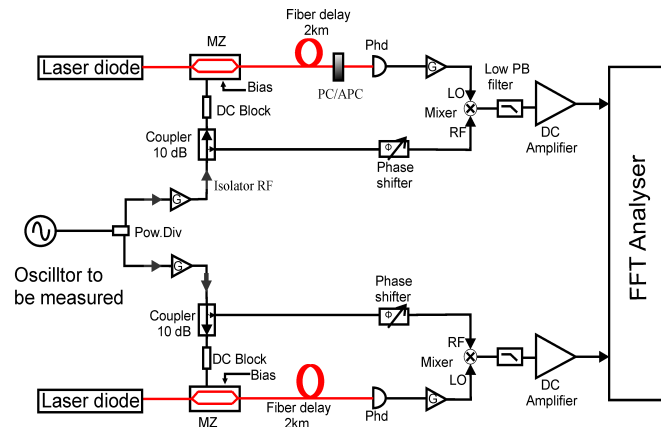 Fiber delay
2km
MZ
Phd
Laser diode
G
Bias
PC/APC
LO
Low PB
filter
DC Block
Mixer
RF
DC
Amplifier
Coupler
10 dB
Φ
Phase
shifter
Isolator RF
G
Pow.Div
Oscilltor to
be measured
G
FFT Analyser
Phase
shifter
Φ
Coupler
10 dB
RF
Mixer
LO
DC Block
Bias
DC
Amplifier
Laser diode
G
MZ
Fiber delay
2km
Phd